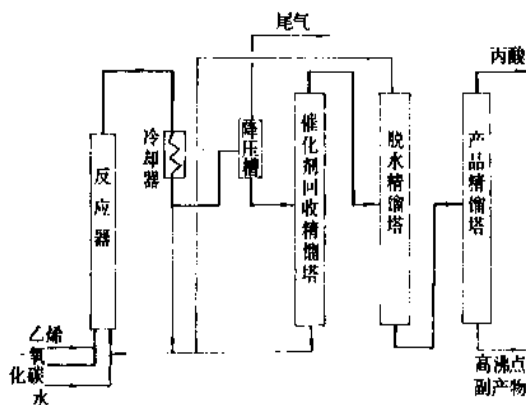 尾气
丙酸
冷却器
降压槽
反应器
催化剂回收精馏塔
脱水精馏塔
产品精馏塔
乙烯
一氧
化碳
水
高沸点
副产物